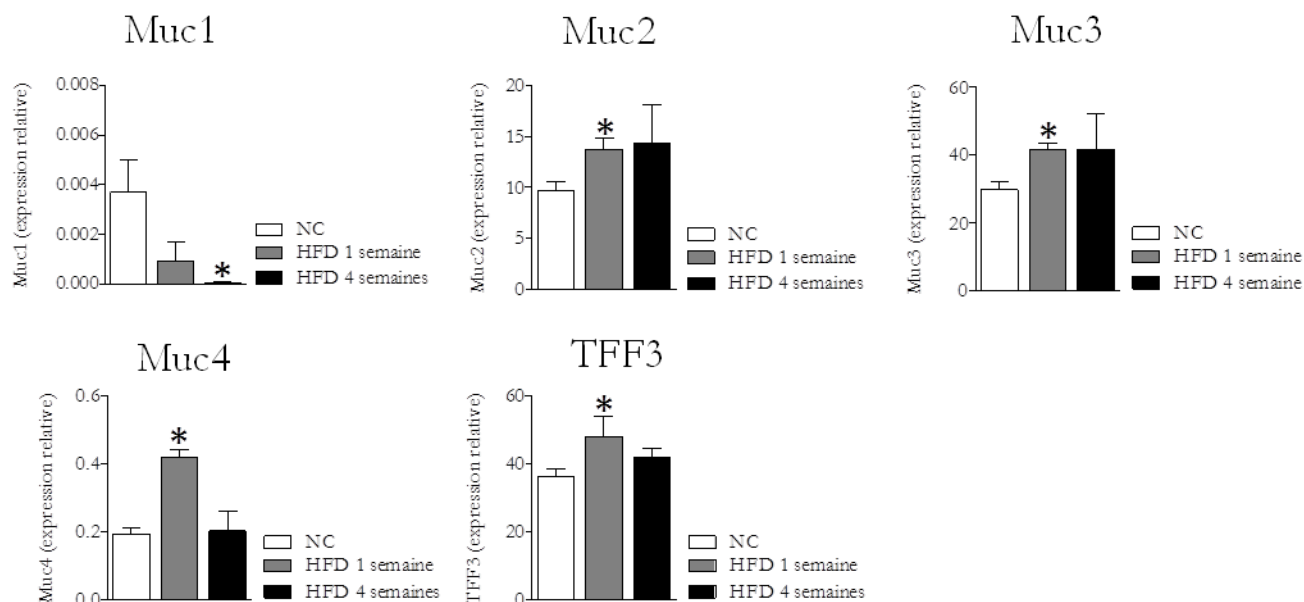 Muc1
Muc1 (expression relative)
0.008
0.006
0.004
0.002
0.000
*
NC
HFD 1 semaine
HFD 4 semaines
Muc2
Muc2 (expression relative)
20
15
10
5
0
*
NC
HFD 1 semaine
HFD 4 semaines
Muc3
Muc3 (expression relative)
60
40
20
0
*
NC
HFD 1 semaine
HFD 4 semaine
Muc4
Muc4 (expression relative)
0.6
0.4
0.2
0.0
*
NC
HFD 1 semaine
HFD 4 semaines
TFF3
TFF3 (expression relative)
60
40
20
0
*
NC
HFD 1 semaine
HFD 4 semaines